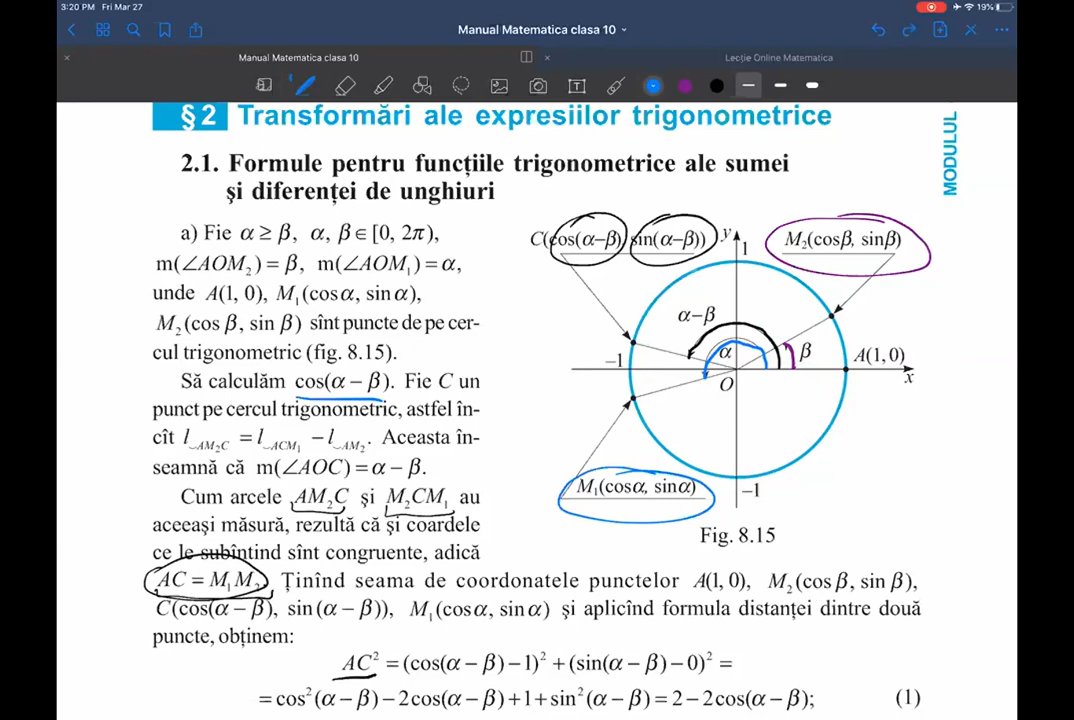 3:20 PM Fri Mar 27
19%
Manual Matematica clasa 10
Manual Matematica clasa 10
Lecție Online Matematica
§ 2 Transformări ale expresiilor trigonometrice
MODULUL
2.1. Formule pentru funcțiile trigonometrice ale sumei
și diferenței de unghiuri
a) Fie α ≥ β, α, β ∈ [0, 2π),
m(∠AOM₂) = β, m(∠AOM₁) = α,
unde A(1, 0), M₁(cos α, sin α),
M₂(cos β, sin β) sînt puncte de pe cer-
cul trigonometric (fig. 8.15).
Să calculăm cos(α − β). Fie C un
punct pe cercul trigonometric, astfel în-
cît l‿AM₂C = l‿ACM₁ − l‿AM₂. Aceasta în-
seamnă că m(∠AOC) = α − β.
Cum arcele AM₂C și M₂CM₁ au
aceeași măsură, rezultă că și coardele
ce le subîntind sînt congruente, adică
C(cos(α−β), sin(α−β))
y
1
M₂(cosβ, sinβ)
α−β
α
β
−1
A(1, 0)
O
x
M₁(cosα, sinα)
−1
Fig. 8.15
AC = M₁M₂. Ținînd seama de coordonatele punctelor A(1, 0), M₂(cos β, sin β),
C(cos(α − β), sin(α − β)), M₁(cos α, sin α) și aplicînd formula distanței dintre două
puncte, obținem:
AC² = (cos(α − β) − 1)² + (sin(α − β) − 0)² =
= cos²(α − β) − 2cos(α − β) + 1 + sin²(α − β) = 2 − 2cos(α − β); (1)